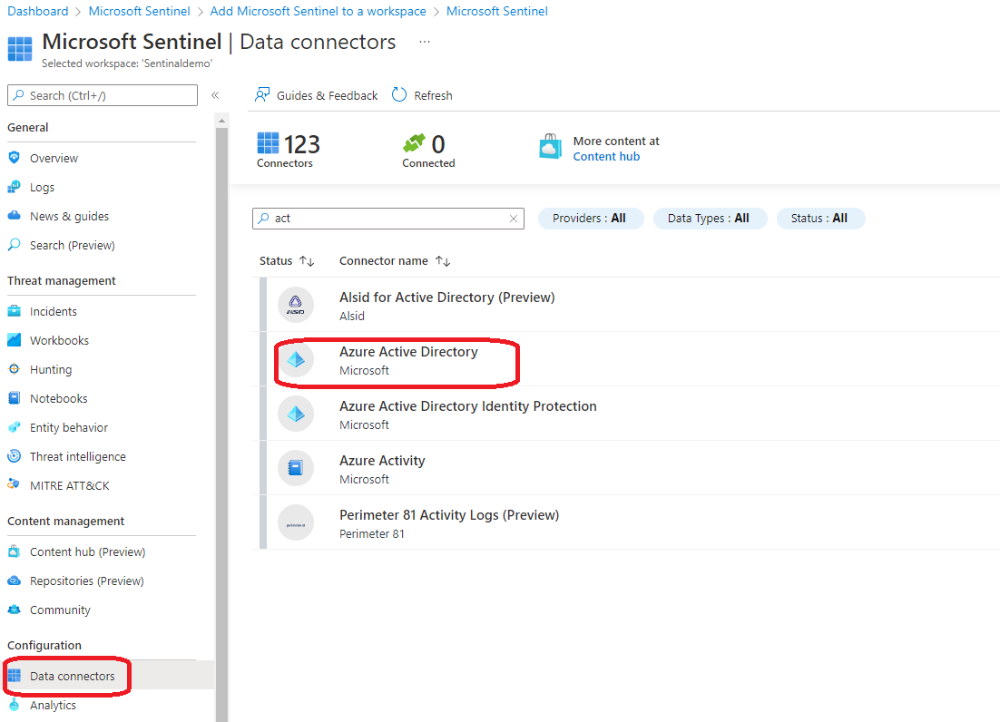 Dashboard > Microsoft Sentinel > Add Microsoft Sentinel to a workspace > Microsoft Sentinel
Microsoft Sentinel | Data connectors ...
Selected workspace: 'Sentinaldemo'
Search (Ctrl+/)
«
Guides & Feedback
Refresh
General
Overview
Logs
News & guides
Search (Preview)
Threat management
Incidents
Workbooks
Hunting
Notebooks
Entity behavior
Threat intelligence
MITRE ATT&CK
Content management
Content hub (Preview)
Repositories (Preview)
Community
Configuration
Data connectors
Analytics
123
Connectors
0
Connected
More content at
Content hub
act
Providers : All
Data Types : All
Status : All
Status ↑↓
Connector name ↑↓
ALSID
Alsid for Active Directory (Preview)
Alsid
Azure Active Directory
Microsoft
Azure Active Directory Identity Protection
Microsoft
Azure Activity
Microsoft
perimeter 81
Perimeter 81 Activity Logs (Preview)
Perimeter 81